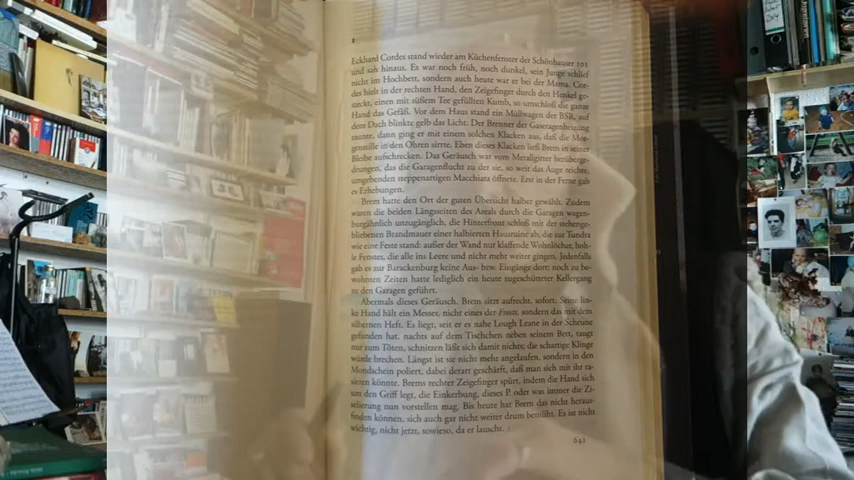 2
Eckhard Cordes stand wieder am Küchenfenster der Schönhauser 101
und sah hinaus. Es war noch früh, noch dunkel, sein Junge schlief
nicht im Hochbett, sondern auch heute war er bei der Mama. Cor-
des hielt in der rechten Hand, den Zeigefinger durch den Henkel ge-
steckt, einen mit süßem Tee gefüllten Kumb, so umschloß die ganze
Hand das Gefäß. Vor dem Haus stand ein Müllwagen der BSR, auf
dem Dach blinkte gelb das Licht. Der Brenner der Gasetagenheizung
raunte, dann ging er mit einem solchen Klacken aus, daß die Mor-
genstille in den Ohren sirrte. Eben dieses Klacken ließ Brem in seiner
Bleibe aufschrecken. Das Geräusch war vom Metallgitter herüberge-
drungen, das die Garagenflucht zu der sie, so weit das Auge reichte,
umgebenden steppenartigen Macchiata öffnete. Erst in der Ferne gab
es Erhebungen.
Brem hatte den Ort der guten Übersicht halber gewählt. Zudem
waren die beiden Längsseiten des Areals durch die Garagen wagen-
burgähnlich unzugänglich, die Hinterfront schloß mit der stehenge-
bliebenen Brandmauer einer halbierten Hausruine ab, die zur Tundra
wie eine Feste stand: außer der Wand nur klaffende Wohnlöcher, hoh-
le Fenster, die alle ins Leere und nicht mehr weiter gingen. Jedenfalls
gab es zur Barackenburg keine Aus- bzw. Eingänge dort; noch zu be-
wohnten Zeiten hatte lediglich ein heute zugeschütteter Kellergang
zu den Garagen geführt.
Abermals dieses Geräusch. Brem sitzt aufrecht, sofort. Seine lin-
ke Hand hält ein Messer, nicht eines der Frosts, sondern das mit dem
silbernen Heft. Es liegt, seit er es nahe Lough Leane in der Scheune
gefunden hat, nachts auf dem Tischchen neben seinem Bett, taugt
nur zum Töten, schnitzen läßt sich damit nichts; die schartige Klinge
würde brechen. Längst ist sie nicht mehr angelaufen, sondern in den
Mondschein poliert, dabei derart geschärft, daß man sich mit ihr ra-
sieren könnte. Brems rechter Zeigefinger spürt, indem die Hand sich
um den Griff legt, die Einkerbung, dieses P. oder was immer die Zi-
selierung nun vorstellen mag. Bis heute hat Brem das nicht heraus-
finden können, sich auch gar nicht weiter drum bemüht. Es ist nicht
wichtig, nicht jetzt, sowieso, da er lauscht.
641